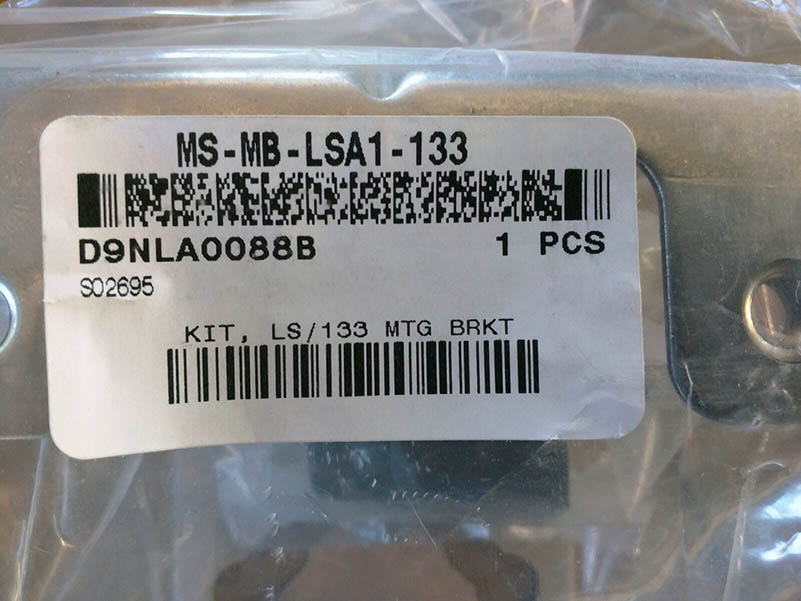 MS-MB-LSA1-133
D9NLA0088B 1 PCS
S02695
KIT, LS/133 MTG BRKT